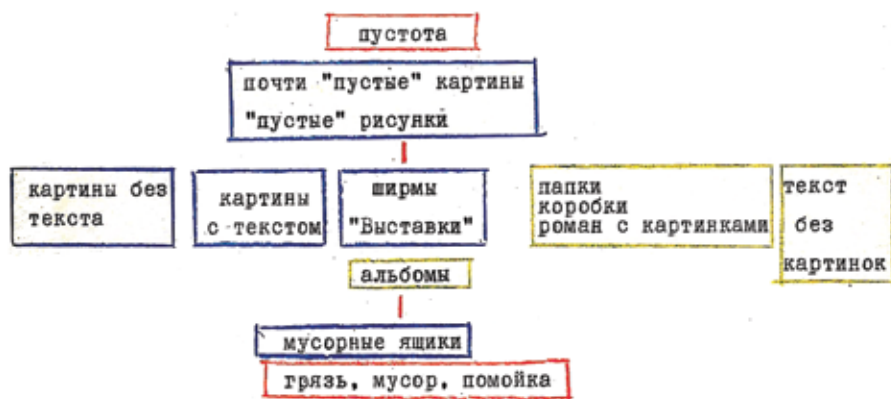 пустота
почти "пустые" картины
"пустые" рисунки
картины без
текста
картины
с текстом
ширмы
"Выставки"
папки
коробки
роман с картинками
текст
без
картинок
альбомы
мусорные ящики
грязь, мусор, помойка